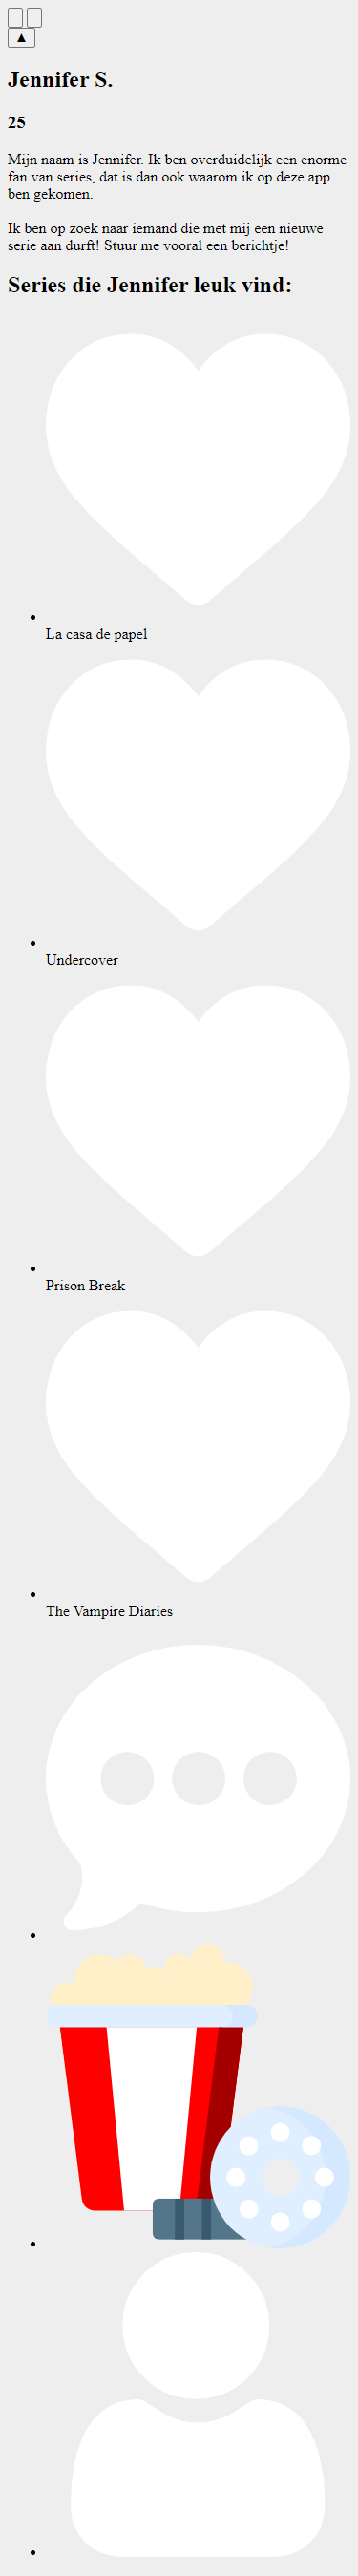 ▲
Jennifer S.
25
Mijn naam is Jennifer. Ik ben overduidelijk een enorme
fan van series, dat is dan ook waarom ik op deze app
ben gekomen.
Ik ben op zoek naar iemand die met mij een nieuwe
serie aan durft! Stuur me vooral een berichtje!
Series die Jennifer leuk vind:
La casa de papel
Undercover
Prison Break
The Vampire Diaries